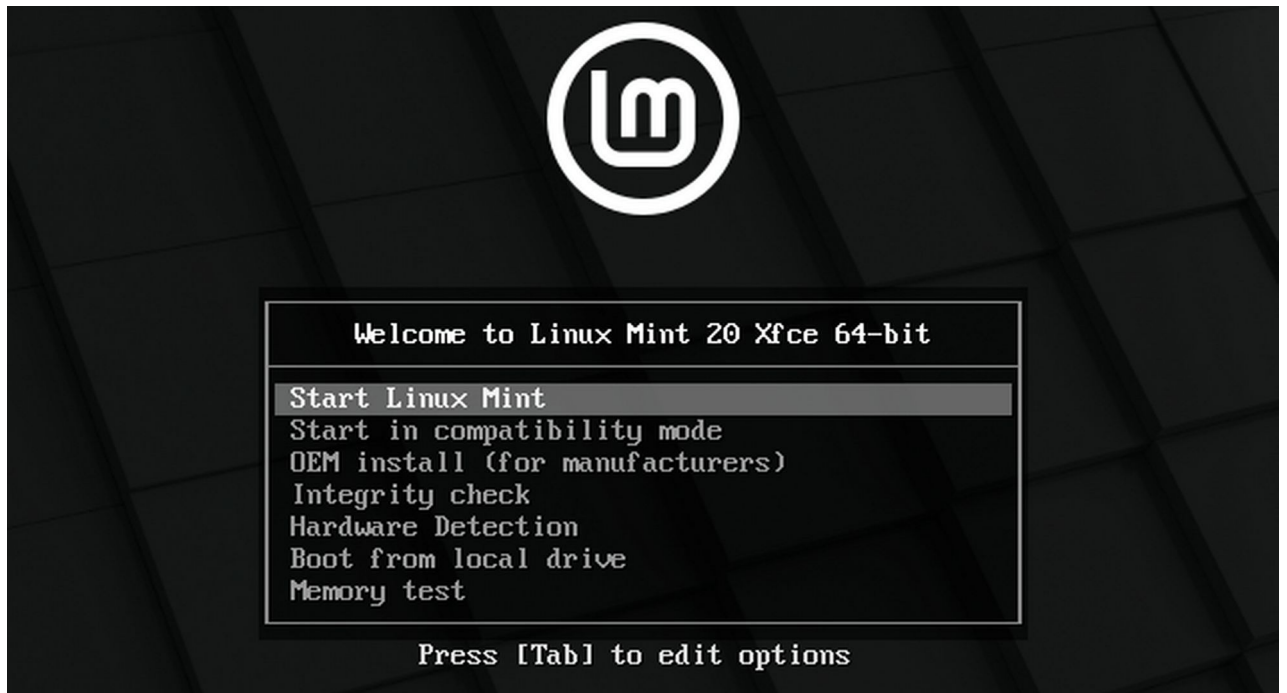 lm
Welcome to Linux Mint 20 Xfce 64-bit
Start Linux Mint
Start in compatibility mode
OEM install (for manufacturers)
Integrity check
Hardware Detection
Boot from local drive
Memory test
Press [Tab] to edit options